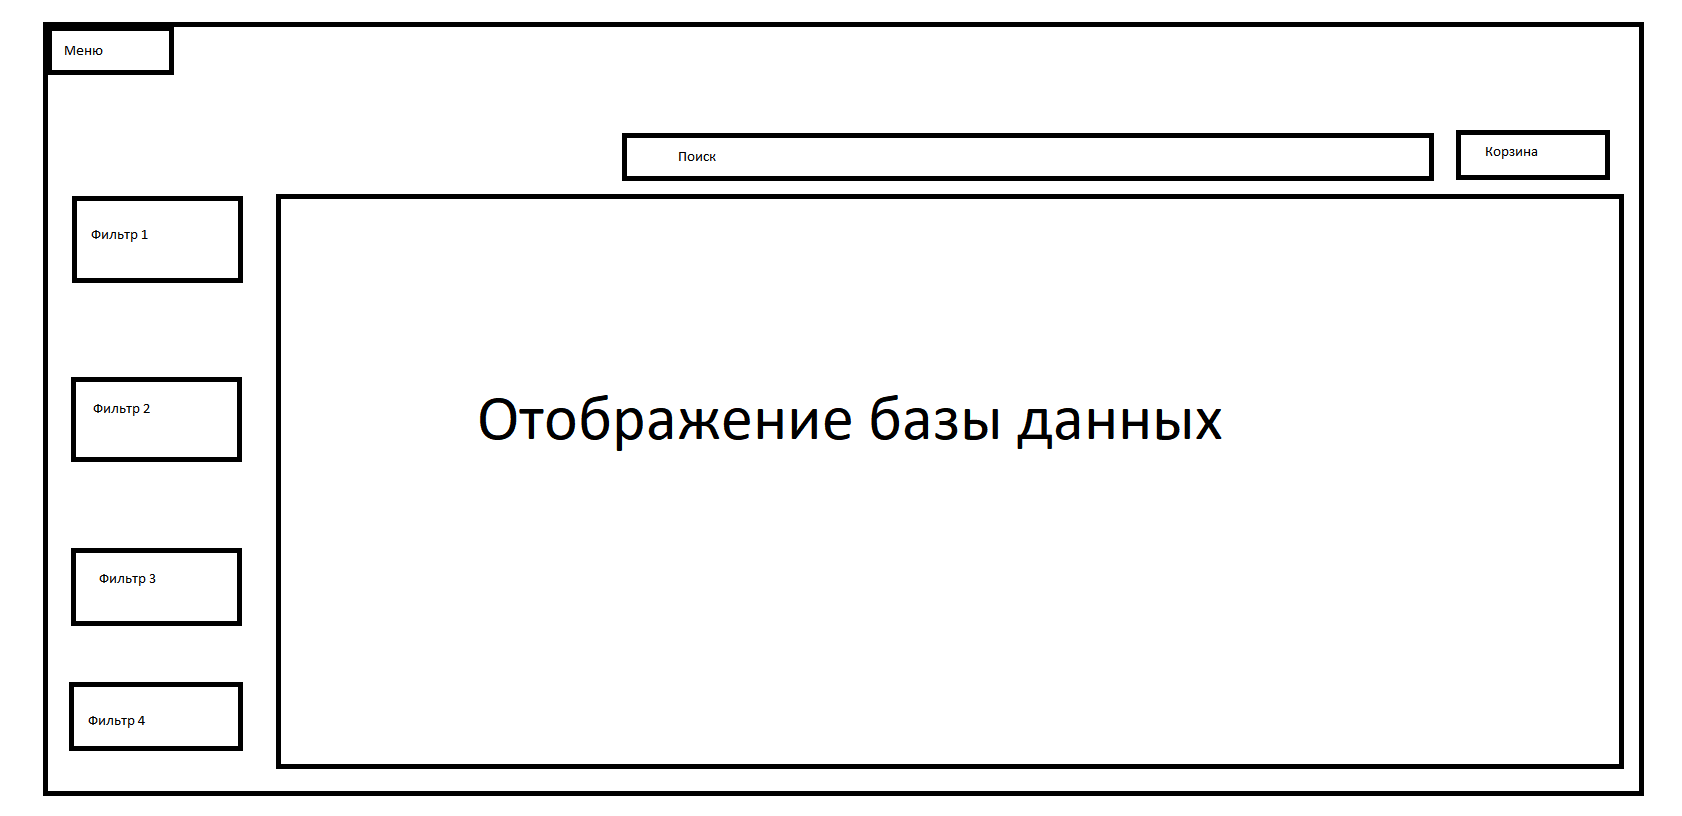 Меню
Поиск
Корзина
Фильтр 1
Фильтр 2
Фильтр 3
Фильтр 4
Отображение базы данных